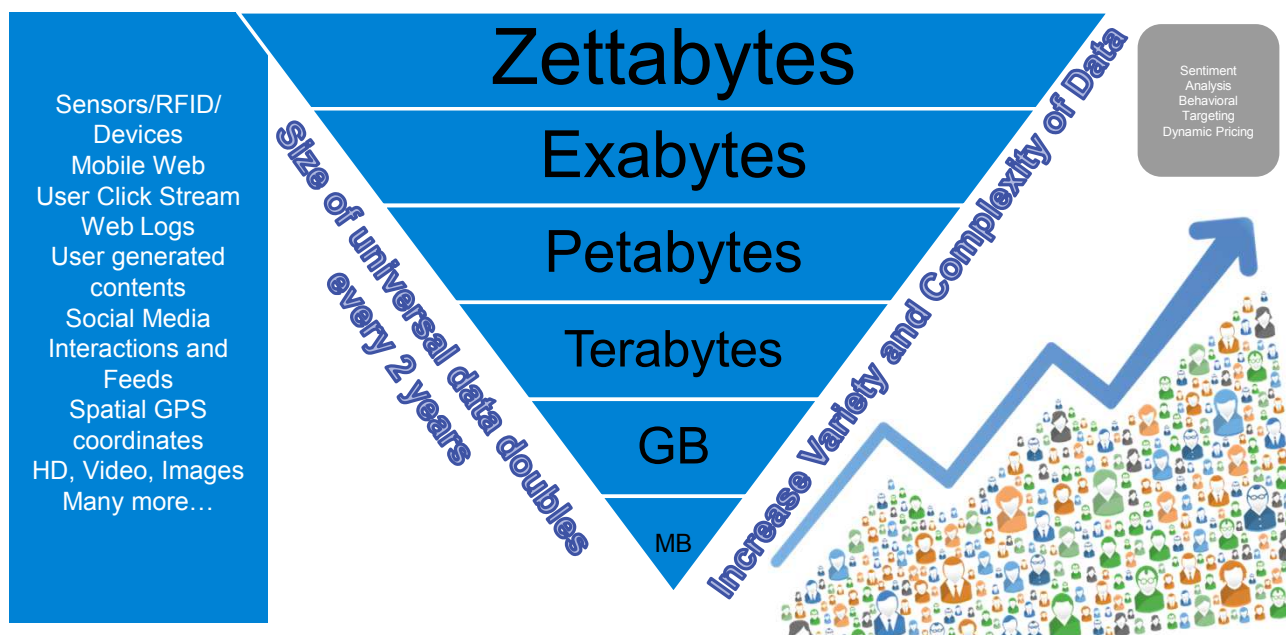 Sensors/RFID/
Devices
Mobile Web
User Click Stream
Web Logs
User generated
contents
Social Media
Interactions and
Feeds
Spatial GPS
coordinates
HD, Video, Images
Many more…
Size of universal data doubles
every 2 years
Zettabytes
Exabytes
Petabytes
Terabytes
GB
MB
Increase Variety and Complexity of Data
Sentiment
Analysis
Behavioral
Targeting
Dynamic Pricing